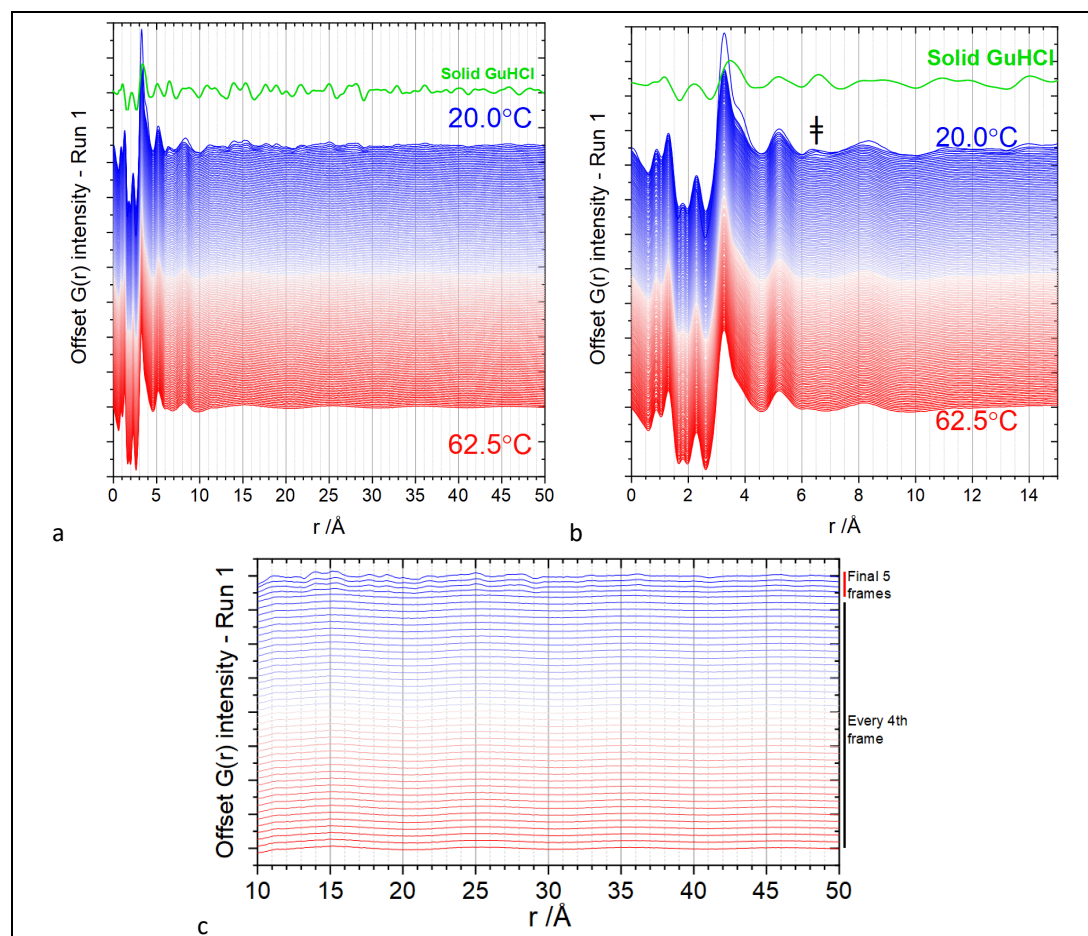 Offset G(r) intensity - Run 1
Solid GuHCl
20.0°C
62.5°C
0 5 10 15 20 25 30 35 40 45 50
r /Å
a
Offset G(r) intensity - Run 1
Solid GuHCl
ǂ
20.0°C
62.5°C
0 2 4 6 8 10 12 14
r /Å
b
Offset G(r) intensity - Run 1
Final 5
frames
Every 4th
frame
10 15 20 25 30 35 40 45 50
r /Å
c